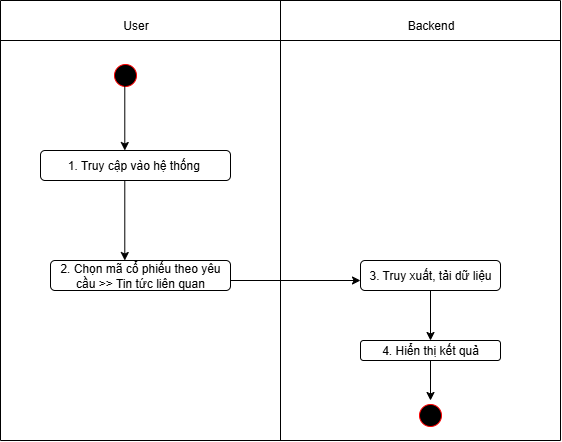 User
Backend
1. Truy cập vào hệ thống
2. Chọn mã cổ phiếu theo yêu
cầu >> Tin tức liên quan
3. Truy xuất, tải dữ liệu
4. Hiển thị kết quả